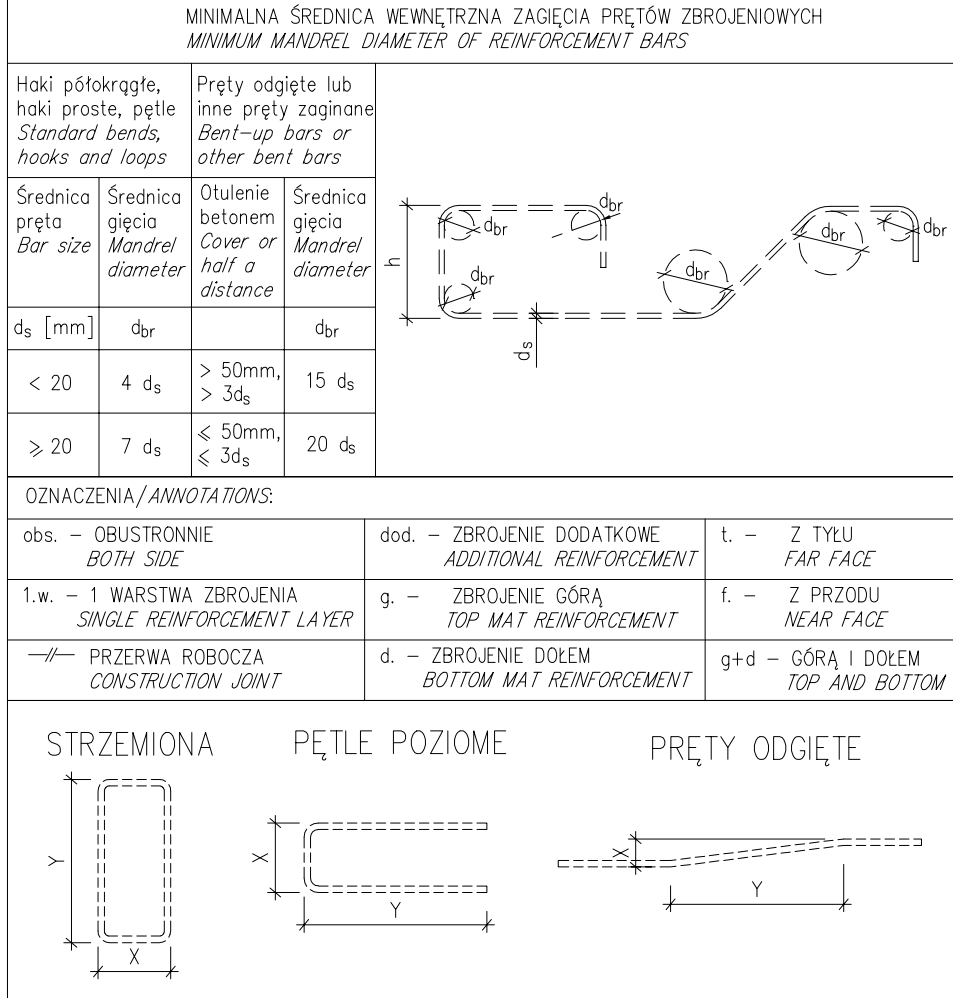 MINIMALNA ŚREDNICA WEWNĘTRZNA ZAGIĘCIA PRĘTÓW ZBROJENIOWYCH
MINIMUM MANDREL DIAMETER OF REINFORCEMENT BARS
Haki półokrągłe,
haki proste, pętle
Standard bends,
hooks and loops
Pręty odgięte lub
inne pręty zaginane
Bent-up bars or
other bent bars
Średnica
pręta
Bar size
Średnica
gięcia
Mandrel
diameter
Otulenie
betonem
Cover or
half a
distance
Średnica
gięcia
Mandrel
diameter
ds [mm]
dbr
dbr
< 20
4 ds
> 50mm,
> 3ds
15 ds
⩾ 20
7 ds
⩽ 50mm,
⩽ 3ds
20 ds
h
dbr
dbr
dbr
dbr
dbr
dbr
ds
OZNACZENIA/ANNOTATIONS:
obs. – OBUSTRONNIE
BOTH SIDE
dod. – ZBROJENIE DODATKOWE
ADDITIONAL REINFORCEMENT
t. – Z TYŁU
FAR FACE
1.w. – 1 WARSTWA ZBROJENIA
SINGLE REINFORCEMENT LAYER
g. – ZBROJENIE GÓRĄ
TOP MAT REINFORCEMENT
f. – Z PRZODU
NEAR FACE
PRZERWA ROBOCZA
CONSTRUCTION JOINT
d. – ZBROJENIE DOŁEM
BOTTOM MAT REINFORCEMENT
g+d – GÓRĄ I DOŁEM
TOP AND BOTTOM
STRZEMIONA
Y
X
PĘTLE POZIOME
X
Y
PRĘTY ODGIĘTE
X
Y